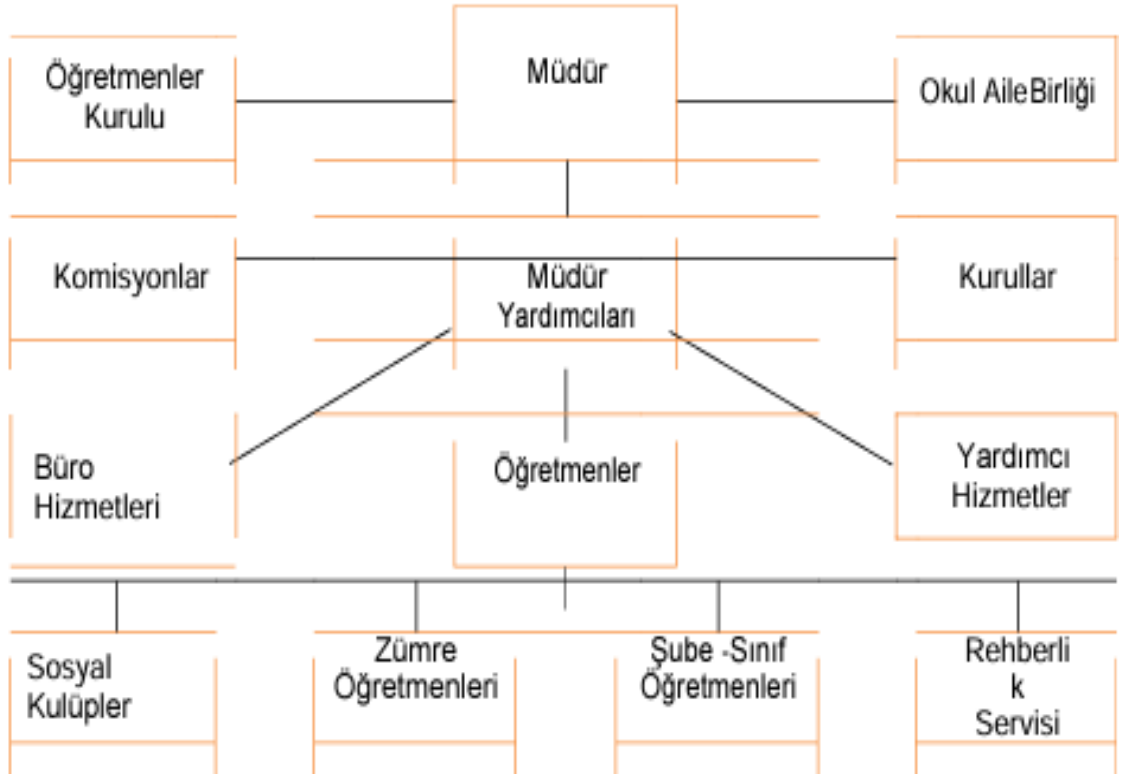 Öğretmenler
Kurulu
Müdür
Okul AileBirliği
Komisyonlar
Müdür
Yardımcıları
Kurullar
Büro
Hizmetleri
Öğretmenler
Yardımcı
Hizmetler
Sosyal
Kulüpler
Zümre
Öğretmenleri
Şube -Sınıf
Öğretmenleri
Rehberli
k
Servisi